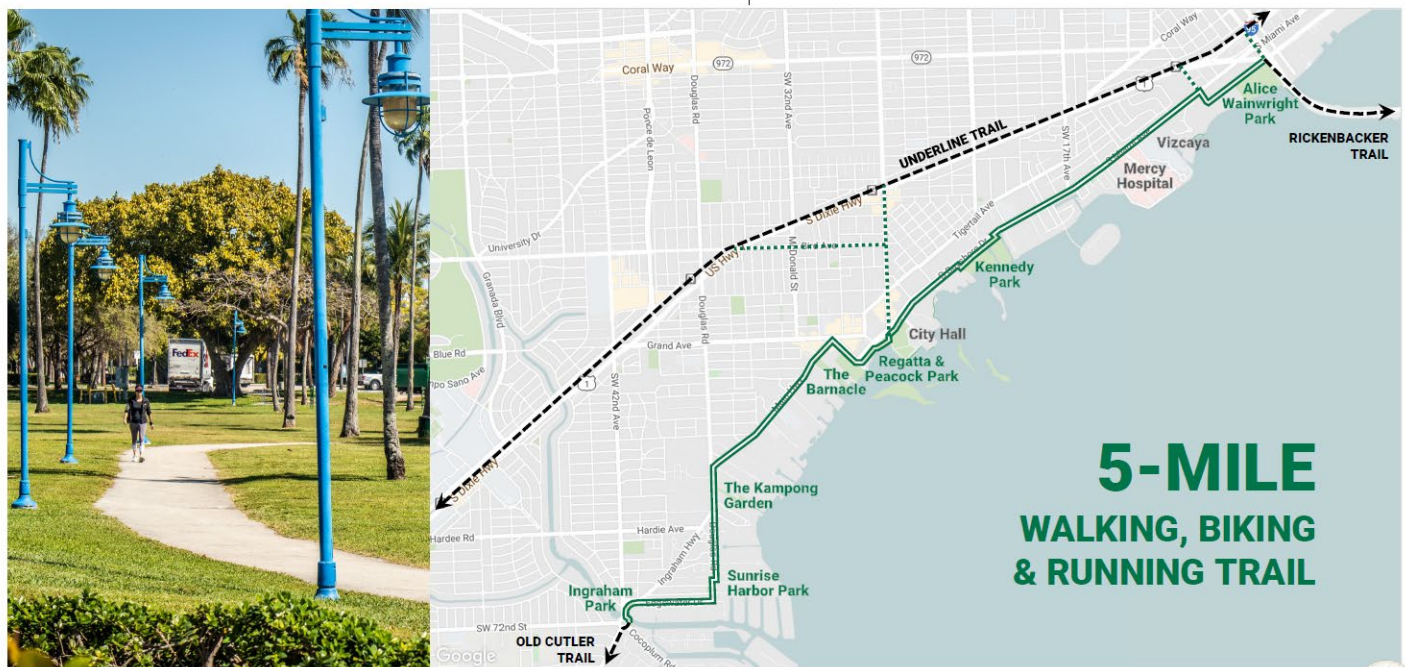 FedEx
Coral Way
972
972
Coral Way
95
Miami Ave
Douglas Rd
SW 32nd Ave
Ponce de Leon
1
Alice
Wainwright
Park
RICKENBACKER
TRAIL
UNDERLINE TRAIL
SW 17th Ave
Vizcaya
Mercy
Hospital
S Dixie Hwy
Tigertail Ave
University Dr
US Hwy
Bird Ave
McDonald St
Granada Blvd
Kennedy
Park
Douglas Rd
City Hall
Grand Ave
Blue Rd
Regatta &
Peacock Park
The
Barnacle
1
SW 42nd Ave
S Dixie Hwy
5-MILE
WALKING, BIKING
& RUNNING TRAIL
The Kampong
Garden
Hardie Ave
Hardee Rd
Ingraham Hwy
Sunrise
Harbor Park
Ingraham
Park
SW 72nd St
OLD CUTLER
TRAIL
Cocoplum Rd
Google